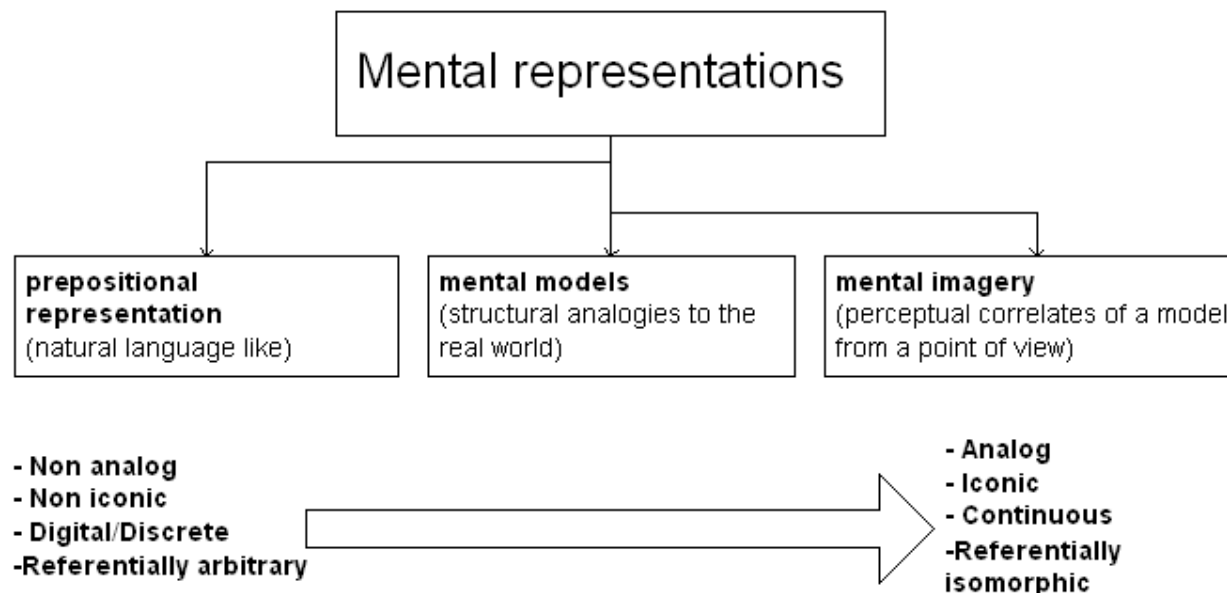 Mental representations
prepositional
representation
(natural language like)
mental models
(structural analogies to the
real world)
mental imagery
(perceptual correlates of a model
from a point of view)
- Non analog
- Non iconic
- Digital/Discrete
-Referentially arbitrary
- Analog
- Iconic
- Continuous
-Referentially
isomorphic